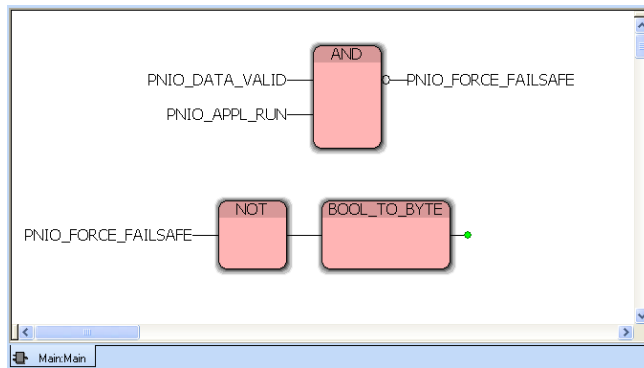 AND
PNIO_DATA_VALID
PNIO_FORCE_FAILSAFE
PNIO_APPL_RUN
NOT
BOOL_TO_BYTE
PNIO_FORCE_FAILSAFE
Main:Main